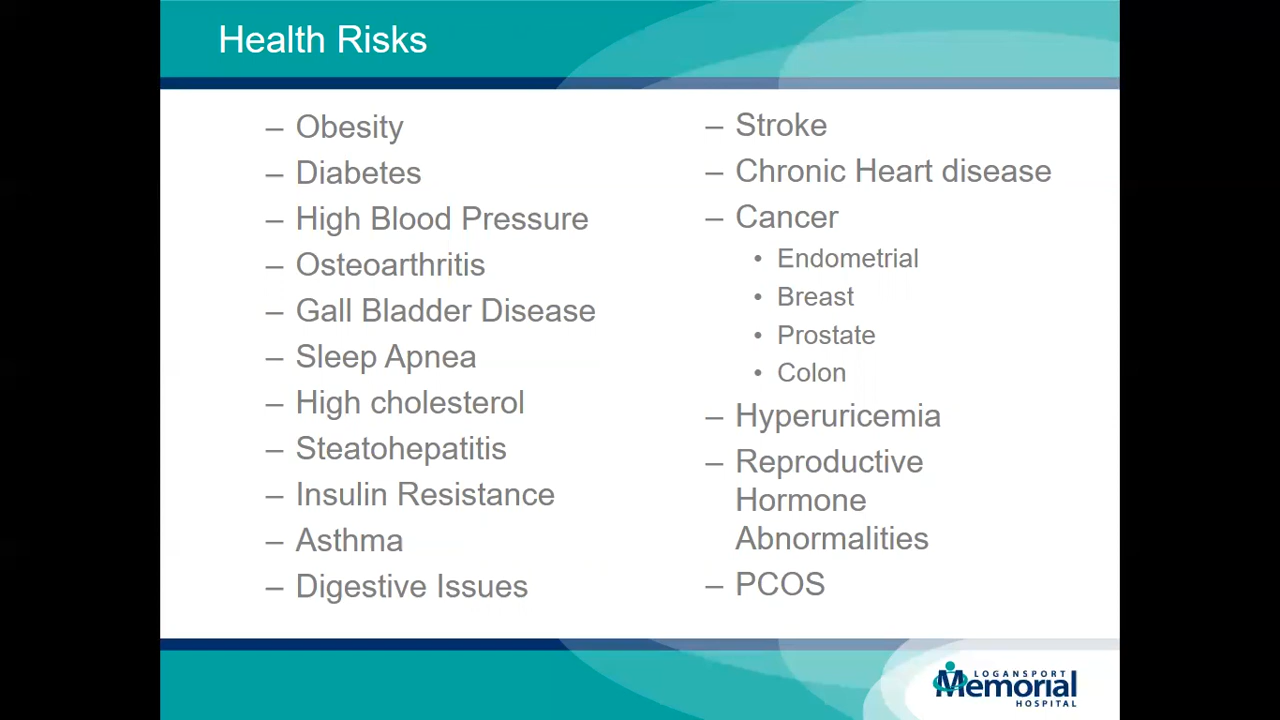 Health Risks
– Obesity
– Diabetes
– High Blood Pressure
– Osteoarthritis
– Gall Bladder Disease
– Sleep Apnea
– High cholesterol
– Steatohepatitis
– Insulin Resistance
– Asthma
– Digestive Issues
– Stroke
– Chronic Heart disease
– Cancer
• Endometrial
• Breast
• Prostate
• Colon
– Hyperuricemia
– Reproductive
Hormone
Abnormalities
– PCOS
LOGANSPORT
Memorial
HOSPITAL